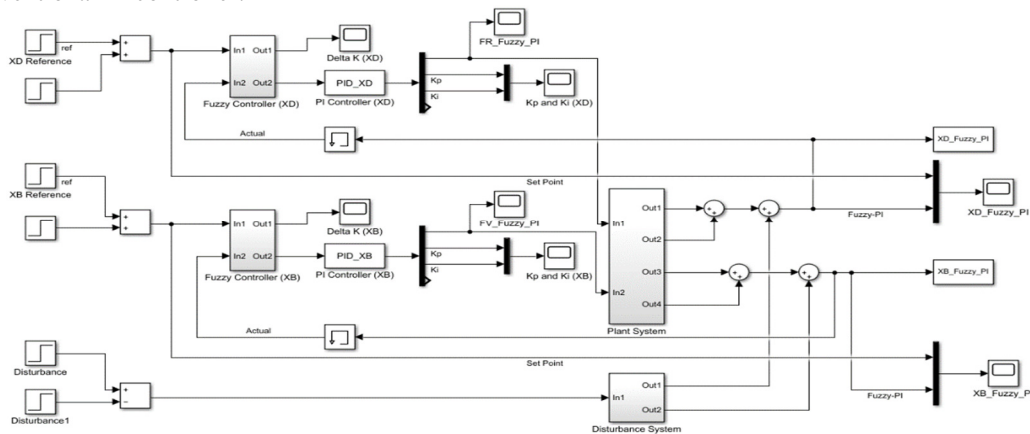 FR_Fuzzy_PI
XD Reference
ref
+
+
In1
In2
Out1
Out2
Fuzzy Controller (XD)
Delta K (XD)
PID_XD
PI Controller (XD)
Kp
Ki
Kp and Ki (XD)
Actual
XD_Fuzzy_PI
Set Point
XB Reference
ref
+
+
In1
In2
Out1
Out2
Fuzzy Controller (XB)
Delta K (XB)
PID_XB
PI Controller (XB)
FV_Fuzzy_PI
Kp
Ki
Kp and Ki (XB)
In1
In2
Out1
Out2
Out3
Out4
Plant System
+
+
+
+
+
+
+
+
Fuzzy-PI
XD_Fuzzy_PI
XB_Fuzzy_PI
Actual
Set Point
Disturbance
Disturbance1
+
−
In1
Out1
Out2
Disturbance System
Fuzzy-PI
XB_Fuzzy_P